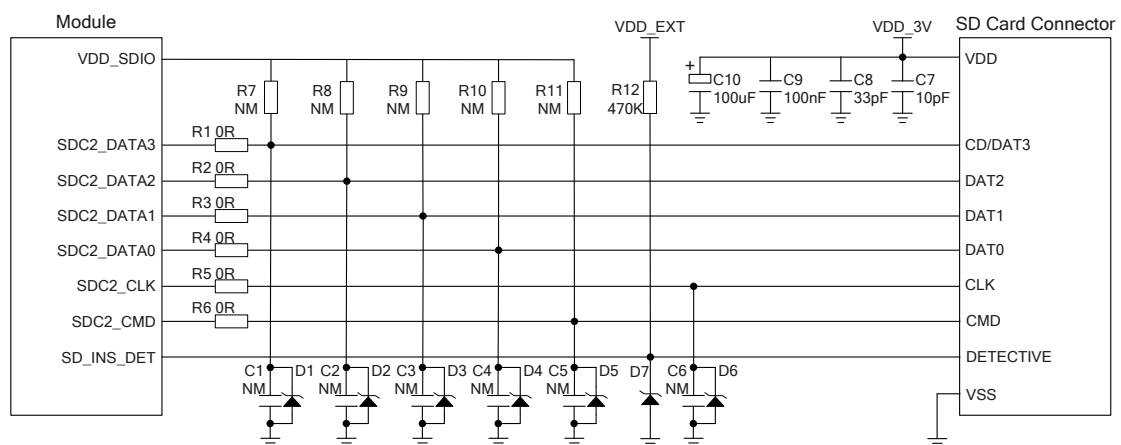 Module
VDD_EXT
VDD_3V
SD Card Connector
VDD_SDIO
VDD
R7 NM
R8 NM
R9 NM
R10 NM
R11 NM
R12 470K
+
C10 100uF
C9 100nF
C8 33pF
C7 10pF
SDC2_DATA3
R1 0R
CD/DAT3
SDC2_DATA2
R2 0R
DAT2
SDC2_DATA1
R3 0R
DAT1
SDC2_DATA0
R4 0R
DAT0
SDC2_CLK
R5 0R
CLK
SDC2_CMD
R6 0R
CMD
SD_INS_DET
DETECTIVE
C1 NM
D1
C2 NM
D2
C3 NM
D3
C4 NM
D4
C5 NM
D5
D7
C6 NM
D6
VSS